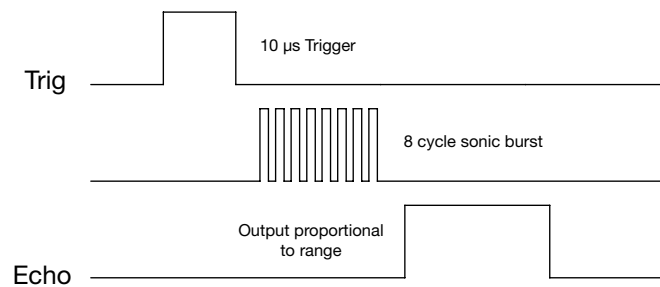 10 µs Trigger
Trig
8 cycle sonic burst
Output proportional
to range
Echo